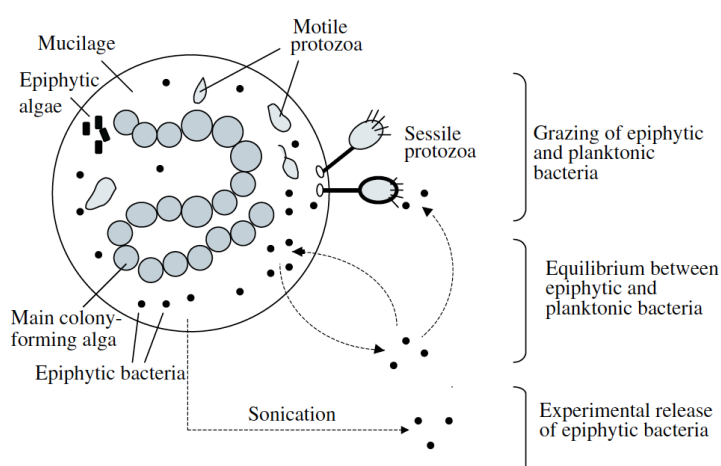 Motile
protozoa
Mucilage
Epiphytic
algae
Sessile
protozoa
Grazing of epiphytic
and planktonic
bacteria
Equilibrium between
epiphytic and
planktonic bacteria
Main colony-
forming alga
Epiphytic bacteria
Sonication
Experimental release
of epiphytic bacteria